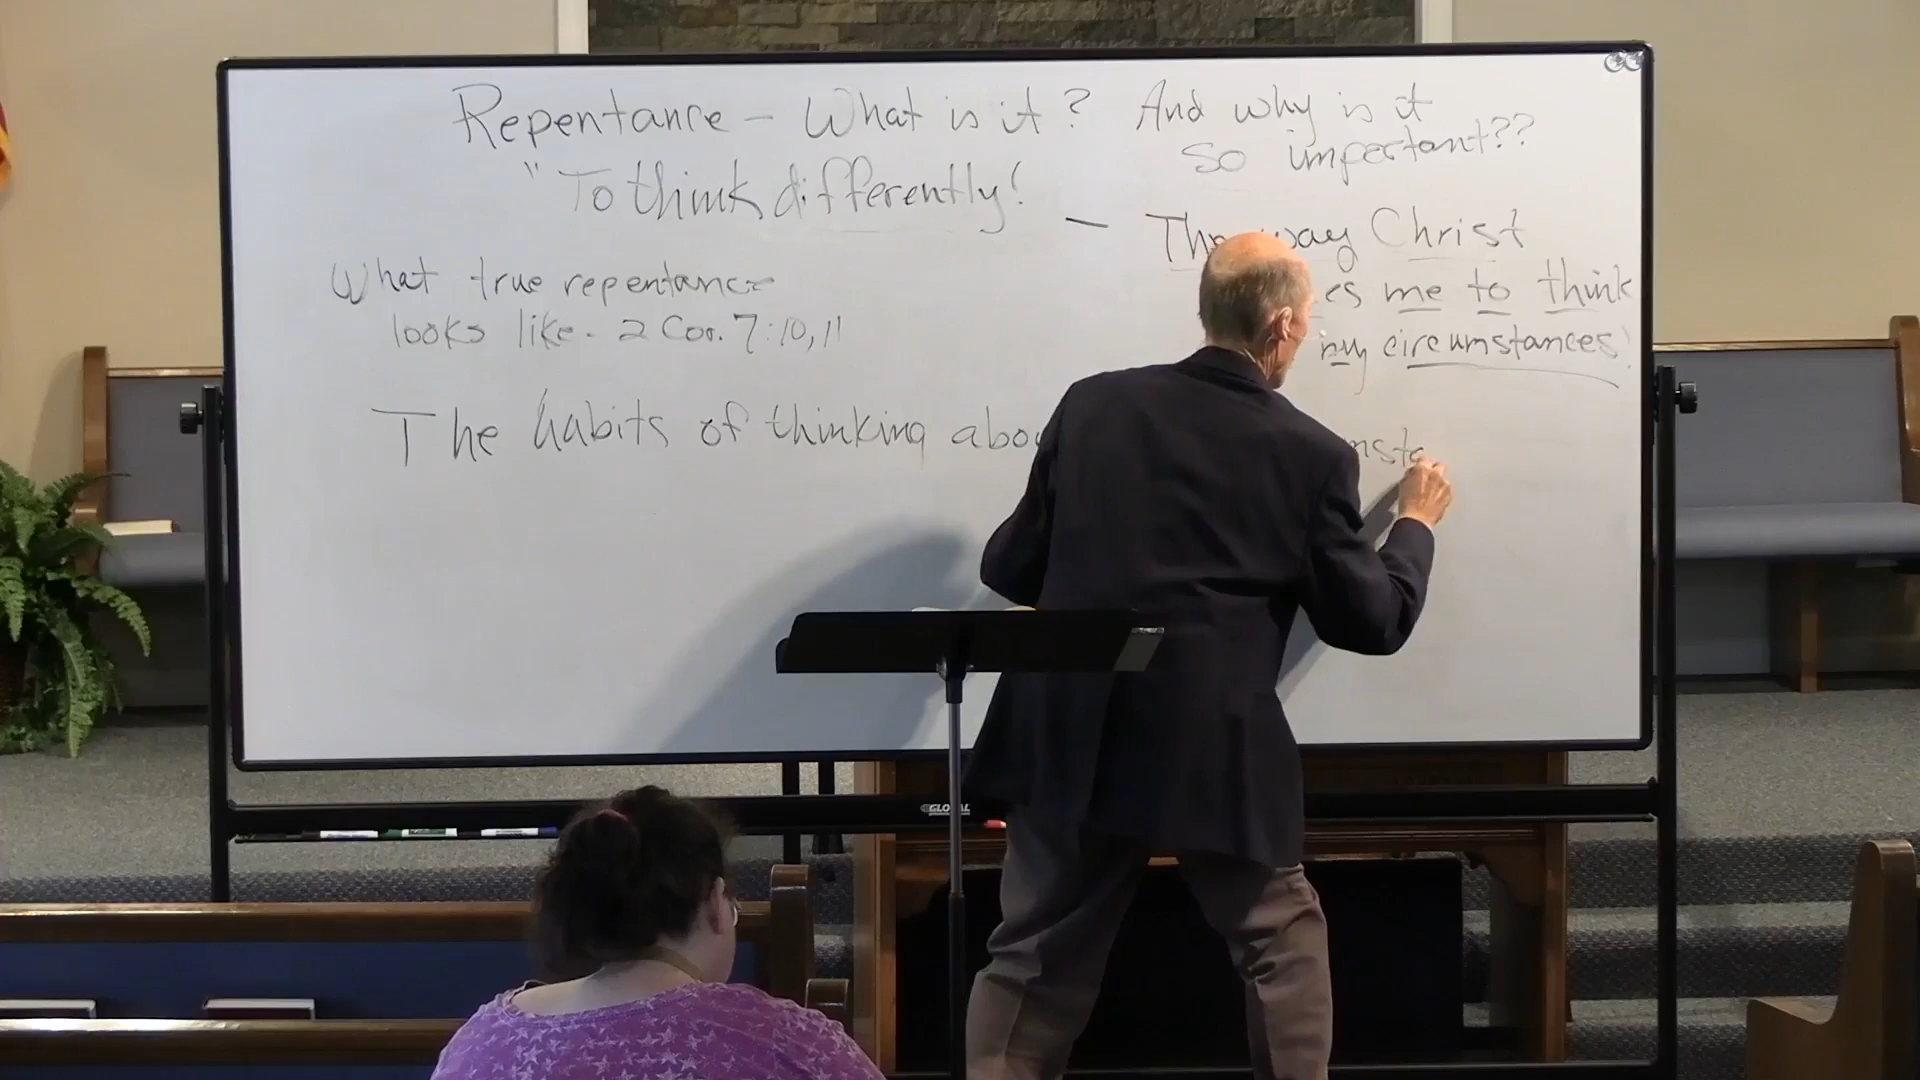 Repentance – What is it? And why is it
so important??
"To think differently!
– The way Christ
me to think
my circumstances!
What true repentance
looks like - 2 Cor. 7:10,11
The habits of thinking
GLOBAL